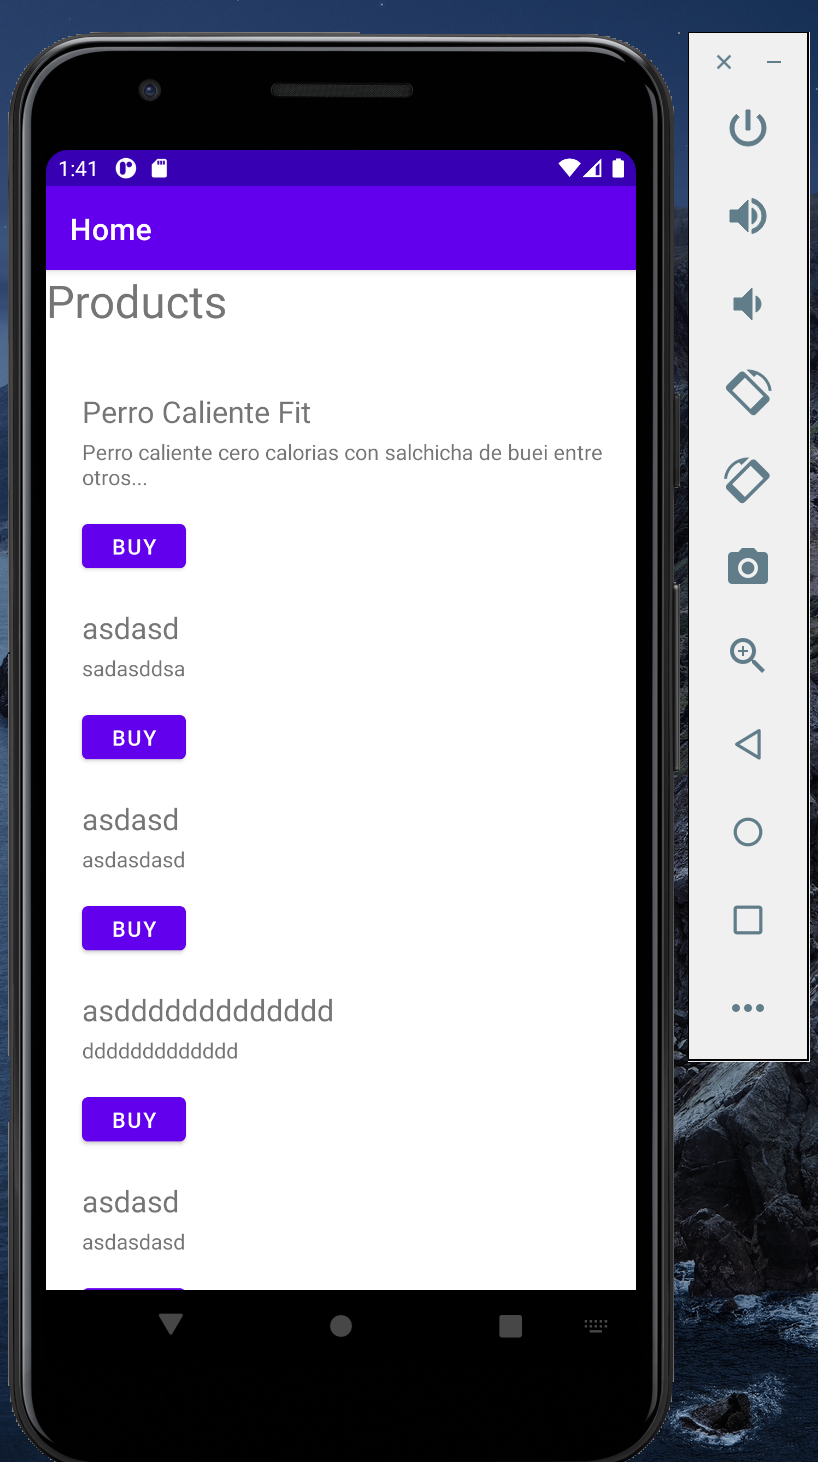 1:41
Home
Products
Perro Caliente Fit
Perro caliente cero calorias con salchicha de buei entre
otros...
BUY
asdasd
sadasddsa
BUY
asdasd
asdasdasd
BUY
asddddddddddddd
ddddddddddddd
BUY
asdasd
asdasdasd